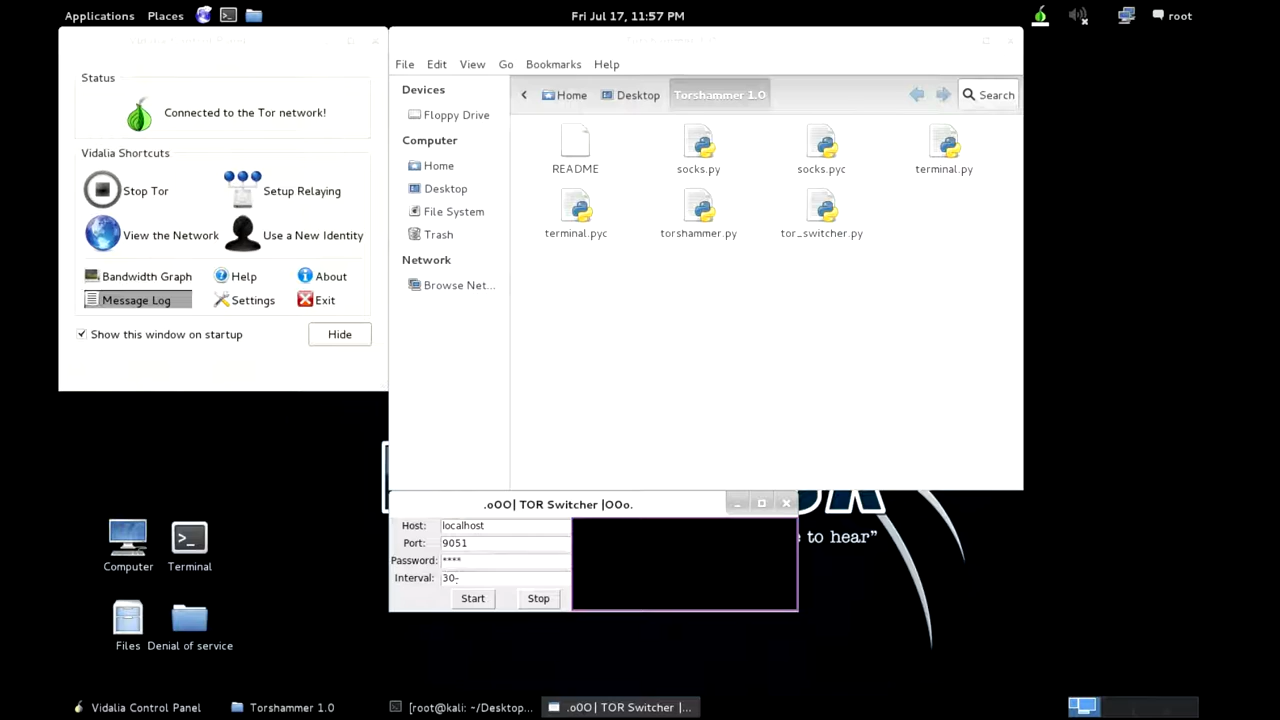 Applications Places Fri Jul 17, 11:57 PM root
Status
Connected to the Tor network!
Vidalia Shortcuts
Stop Tor Setup Relaying
View the Network Use a New Identity
Bandwidth Graph Help About
Message Log Settings Exit
Show this window on startup Hide
File Edit View Go Bookmarks Help
Devices
Floppy Drive
Computer
Home
Desktop
File System
Trash
Network
Browse Net...
Home Desktop Torshammer 1.0 Search
README socks.py socks.pyc terminal.py
terminal.pyc torshammer.py tor_switcher.py
to hear”
.o0O| TOR Switcher |O0o.
Host: localhost
Port: 9051
Password: ****
Interval: 30
Start Stop
Computer Terminal
Files Denial of service
Vidalia Control Panel Torshammer 1.0 [root@kali: ~/Desktop... .o0O| TOR Switcher |...